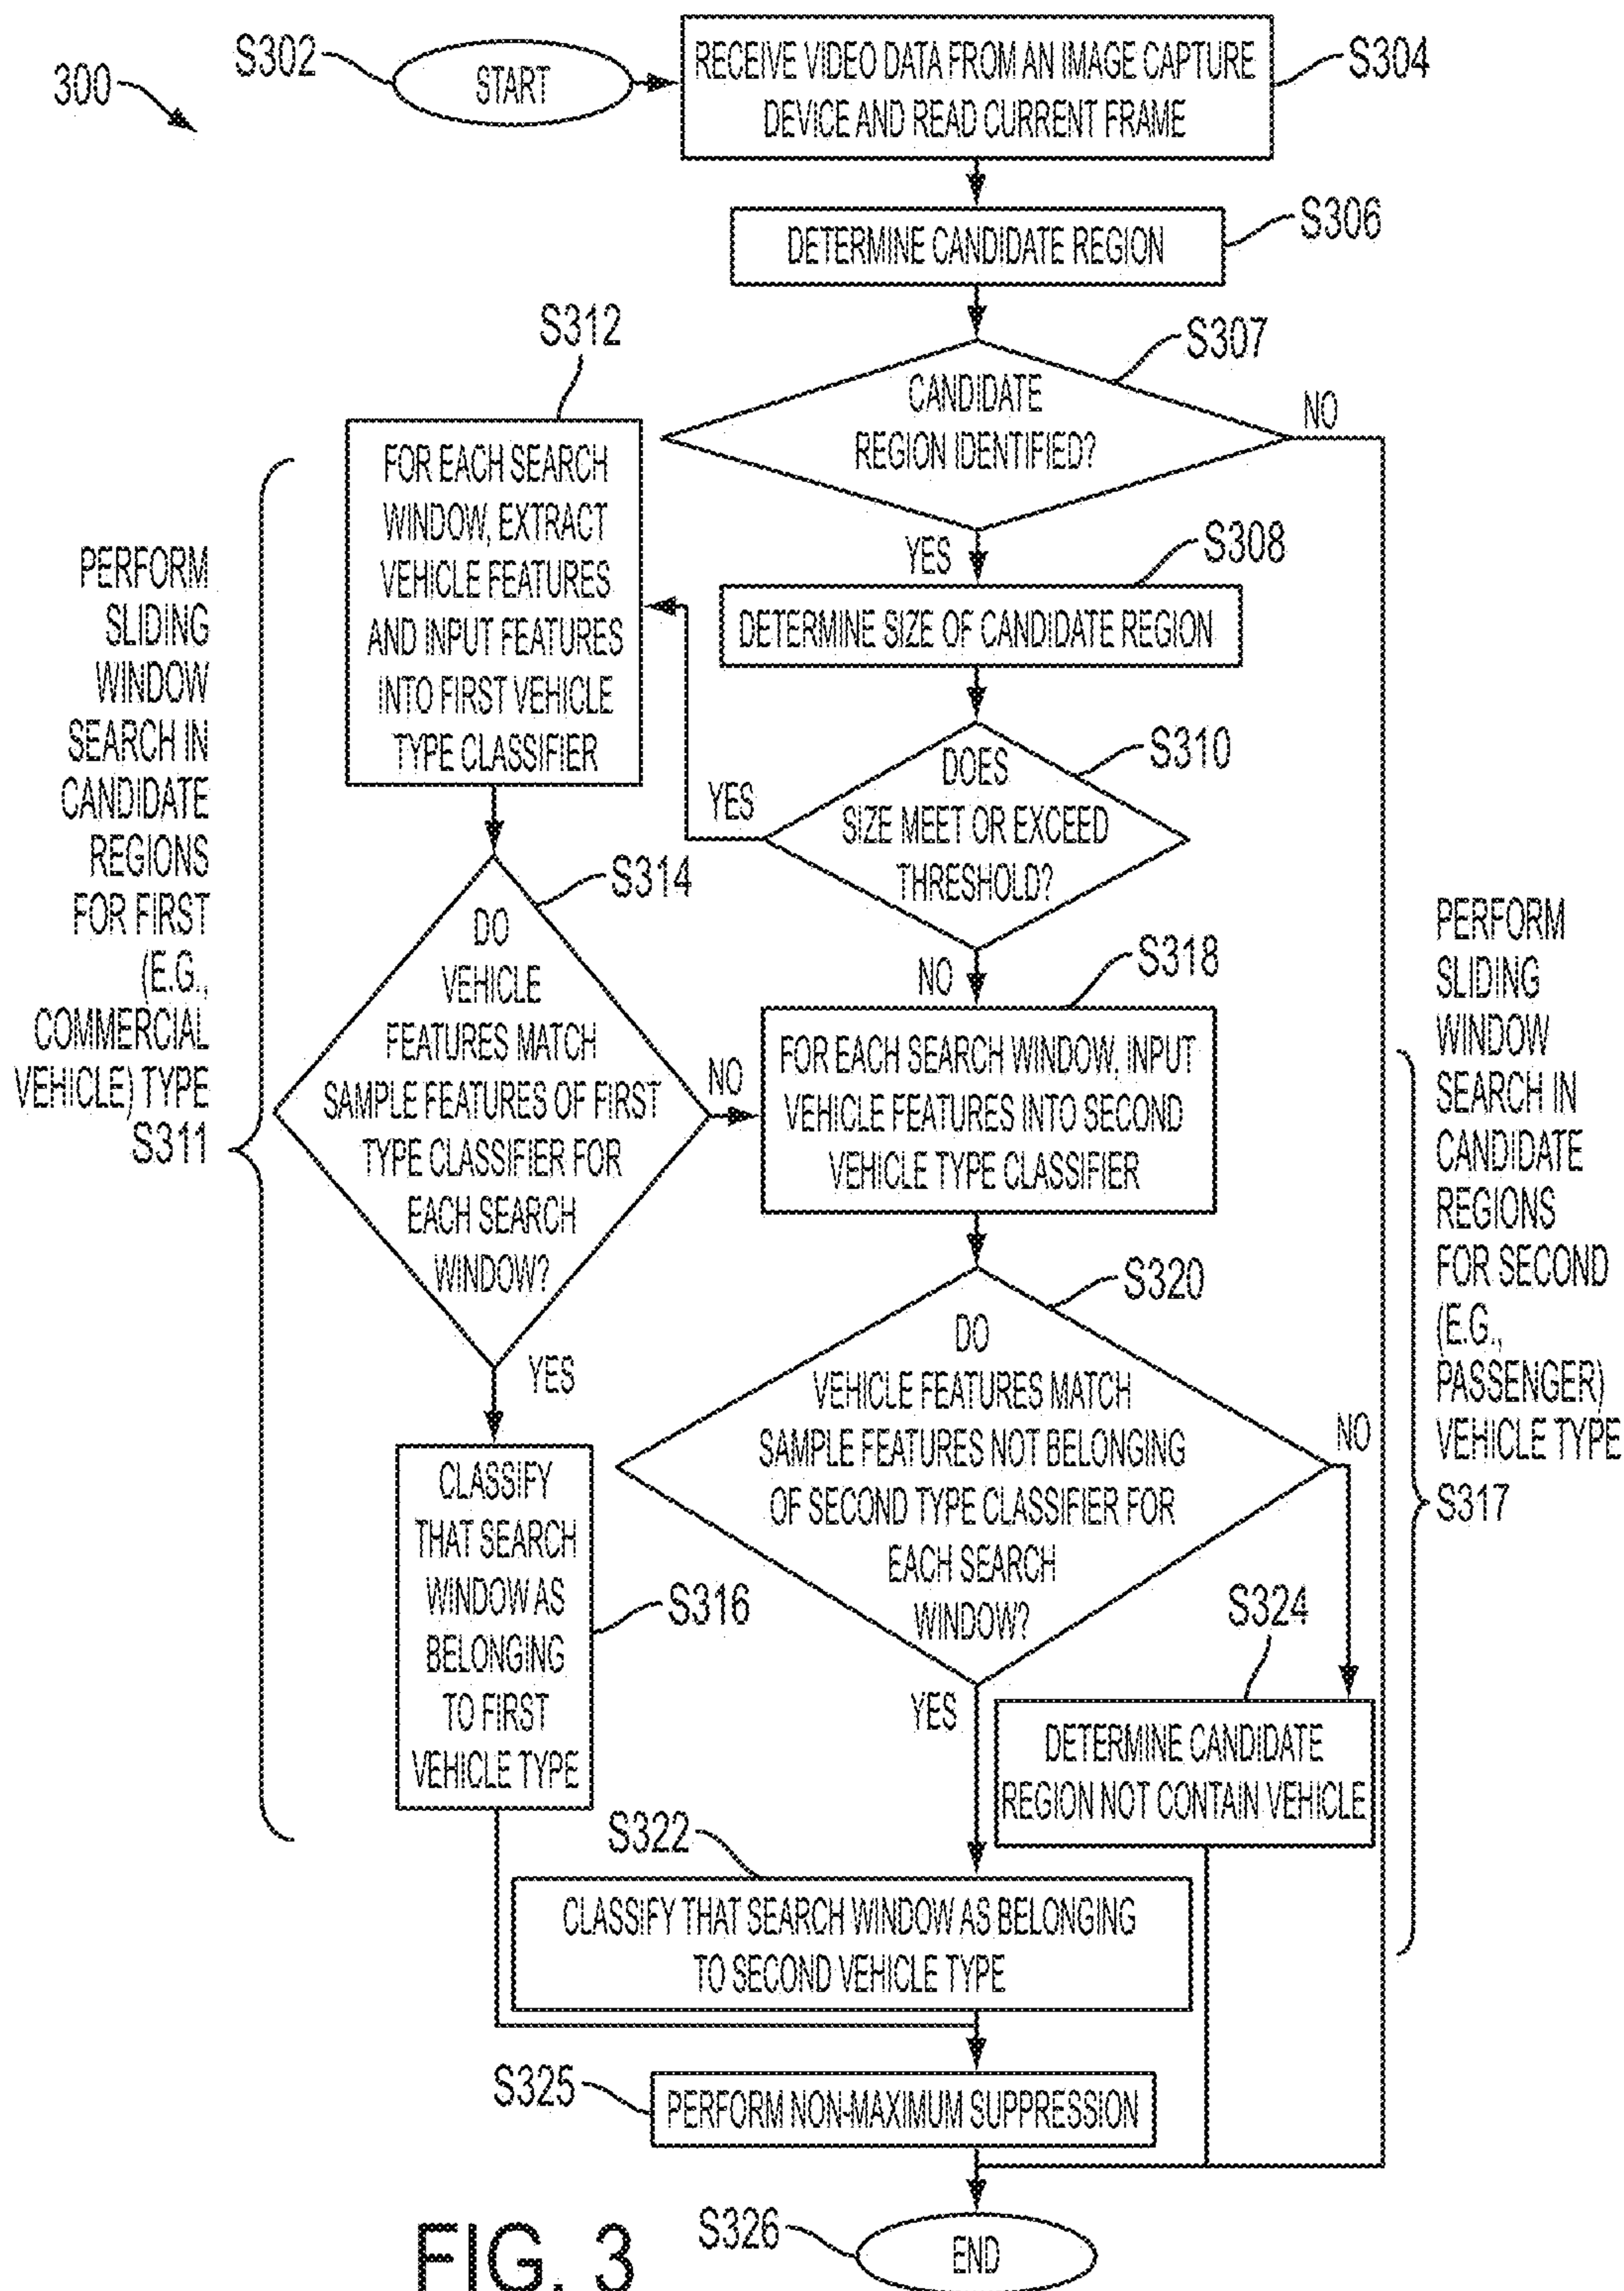 300
S302
START
RECEIVE VIDEO DATA FROM AN IMAGE CAPTURE
DEVICE AND READ CURRENT FRAME
S304
DETERMINE CANDIDATE REGION
S306
CANDIDATE
REGION IDENTIFIED?
S307
NO
YES
DETERMINE SIZE OF CANDIDATE REGION
S308
DOES
SIZE MEET OR EXCEED
THRESHOLD?
S310
YES
NO
PERFORM
SLIDING
WINDOW
SEARCH IN
CANDIDATE
REGIONS
FOR FIRST
(E.G.,
COMMERCIAL
VEHICLE) TYPE
S311
S312
FOR EACH SEARCH
WINDOW, EXTRACT
VEHICLE FEATURES
AND INPUT FEATURES
INTO FIRST VEHICLE
TYPE CLASSIFIER
S314
DO
VEHICLE
FEATURES MATCH
SAMPLE FEATURES OF FIRST
TYPE CLASSIFIER FOR
EACH SEARCH
WINDOW?
NO
YES
CLASSIFY
THAT SEARCH
WINDOW AS
BELONGING
TO FIRST
VEHICLE TYPE
S316
S318
FOR EACH SEARCH WINDOW, INPUT
VEHICLE FEATURES INTO SECOND
VEHICLE TYPE CLASSIFIER
S320
DO
VEHICLE FEATURES MATCH
SAMPLE FEATURES NOT BELONGING
OF SECOND TYPE CLASSIFIER FOR
EACH SEARCH
WINDOW?
NO
YES
PERFORM
SLIDING
WINDOW
SEARCH IN
CANDIDATE
REGIONS
FOR SECOND
(E.G.,
PASSENGER)
VEHICLE TYPE
S317
S324
DETERMINE CANDIDATE
REGION NOT CONTAIN VEHICLE
S322
CLASSIFY THAT SEARCH WINDOW AS BELONGING
TO SECOND VEHICLE TYPE
S325
PERFORM NON-MAXIMUM SUPPRESSION
S326
END
FIG. 3